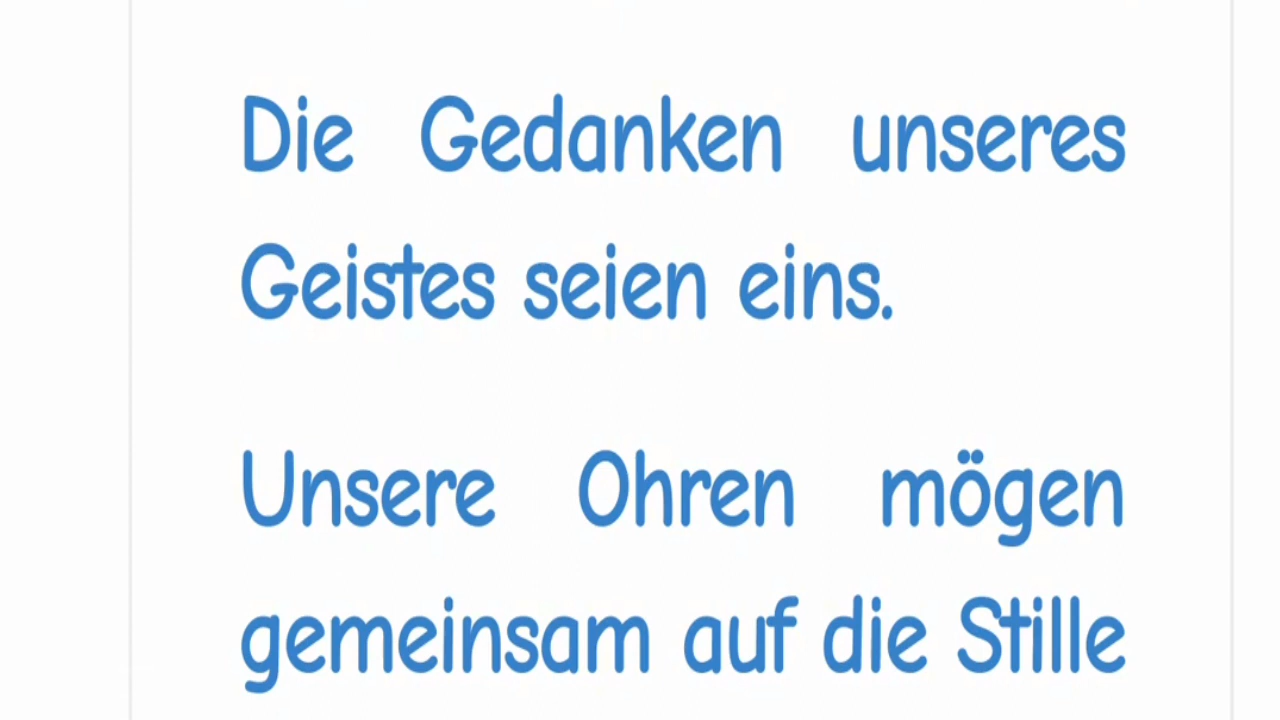 Die Gedanken unseres
Geistes seien eins.
Unsere Ohren mögen
gemeinsam auf die Stille